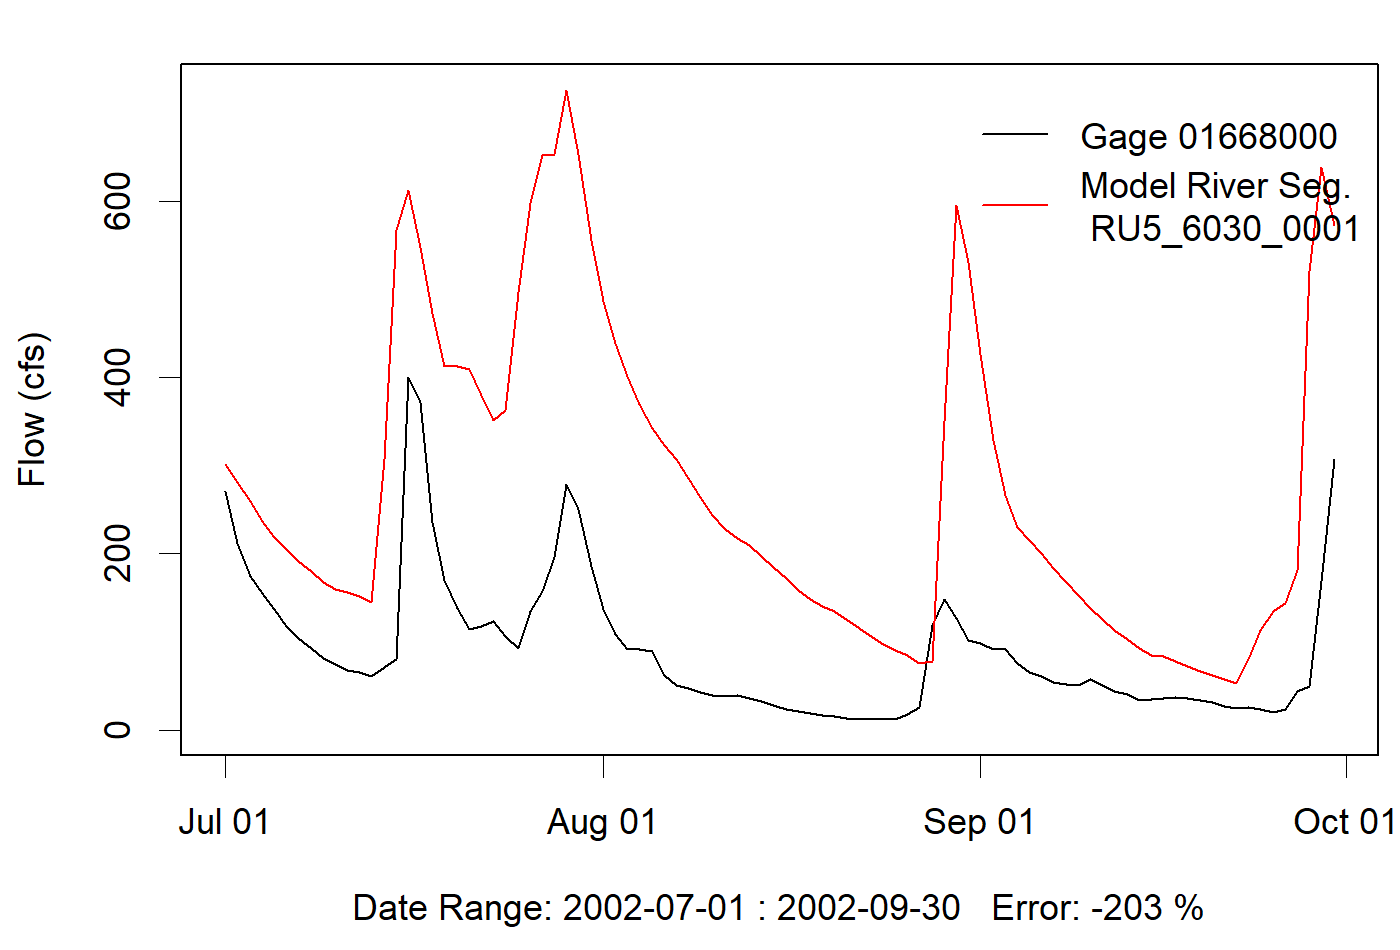 Gage 01668000
Model River Seg.
RU5_6030_0001
Flow (cfs)
600
400
200
0
Jul 01
Aug 01
Sep 01
Oct 01
Date Range: 2002-07-01 : 2002-09-30 Error: -203 %